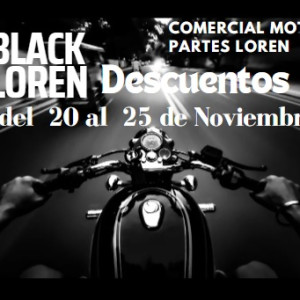 COMERCIAL MOT
PARTES LOREN
BLACK
LOREN
Descuentos
del 20 al 25 de Noviembr